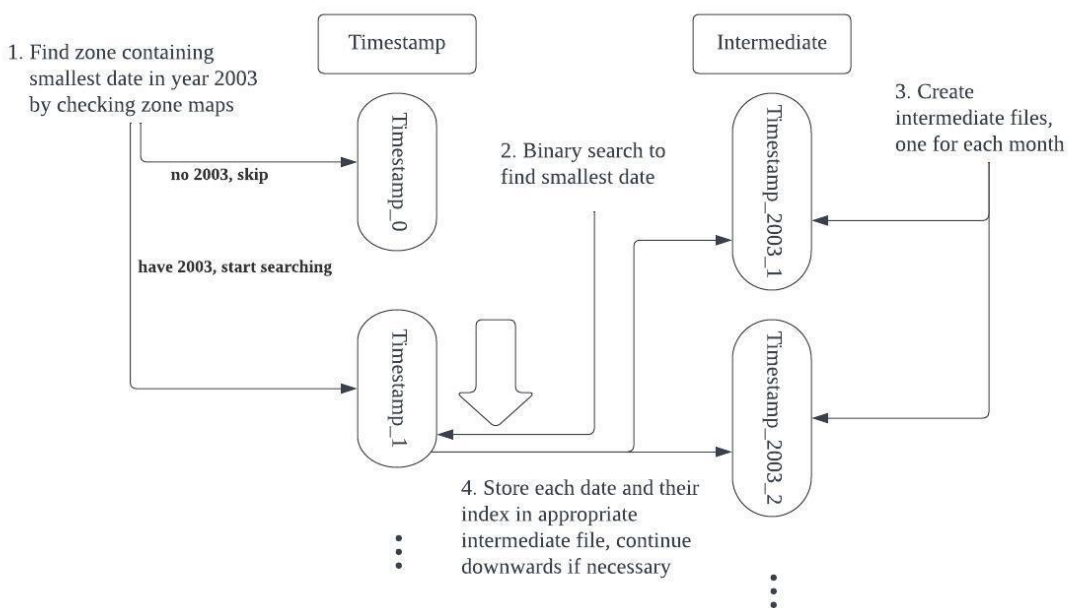 Timestamp
Intermediate
1. Find zone containing
smallest date in year 2003
by checking zone maps
no 2003, skip
have 2003, start searching
Timestamp_0
Timestamp_1
2. Binary search to
find smallest date
Timestamp_2003_1
Timestamp_2003_2
3. Create
intermediate files,
one for each month
4. Store each date and their
index in appropriate
intermediate file, continue
downwards if necessary